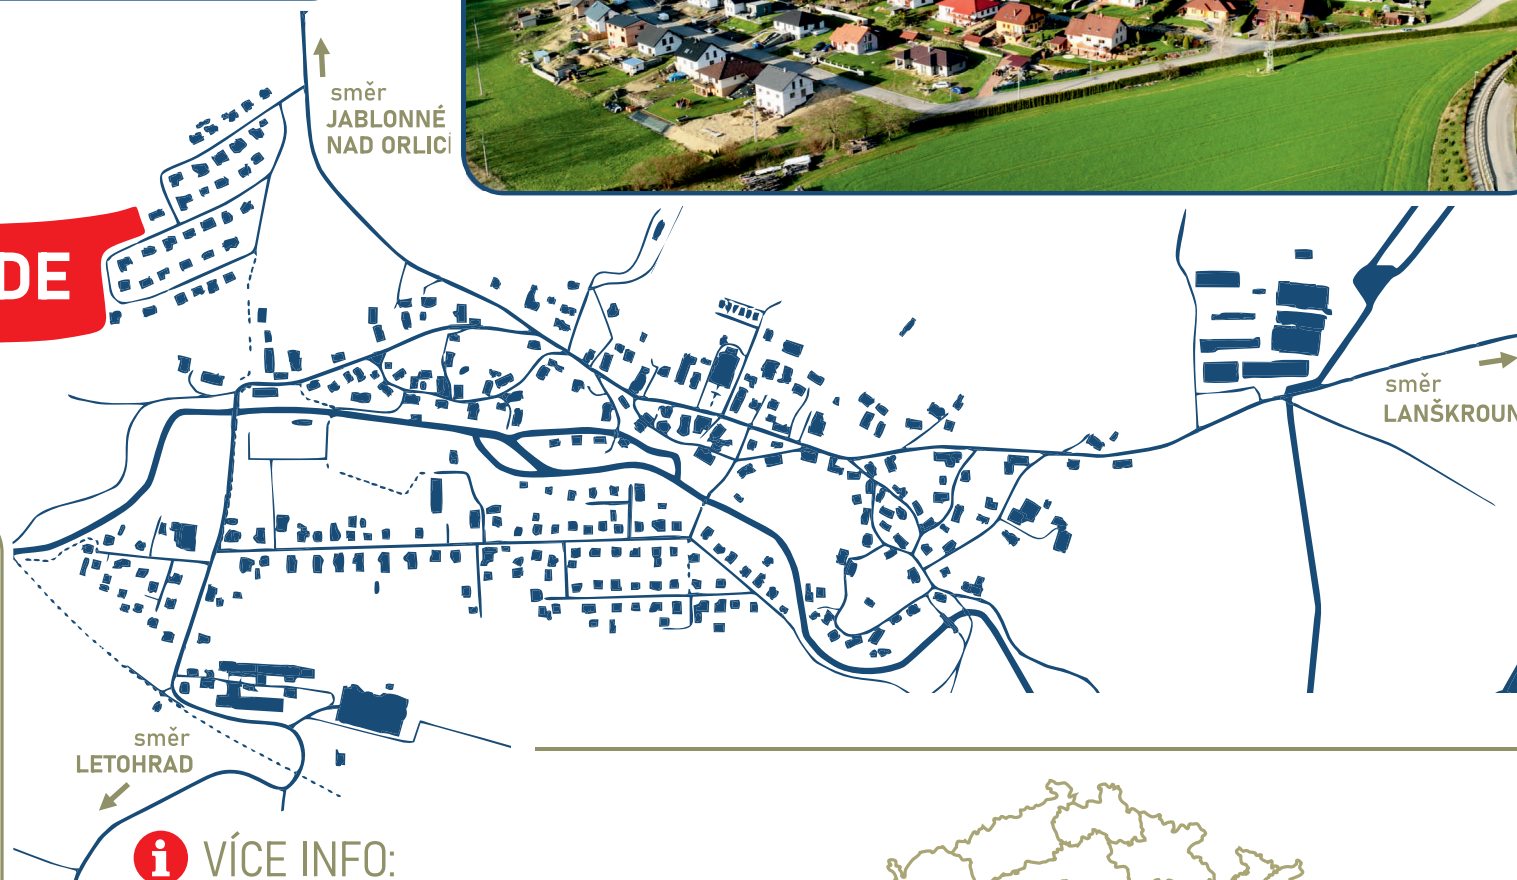 směr
JABLONNÉ
NAD ORLICÍ
DE
směr
LANŠKROUN
směr
LETOHRAD
i VÍCE INFO: